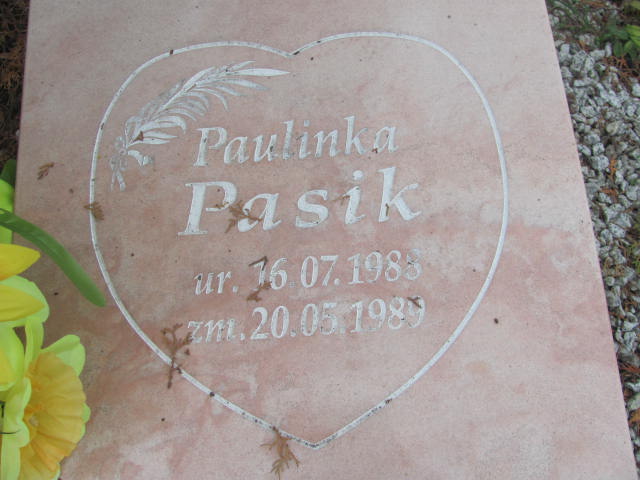 Paulinka
Pasik
ur. 16.07.1988
zm. 20.05.1989